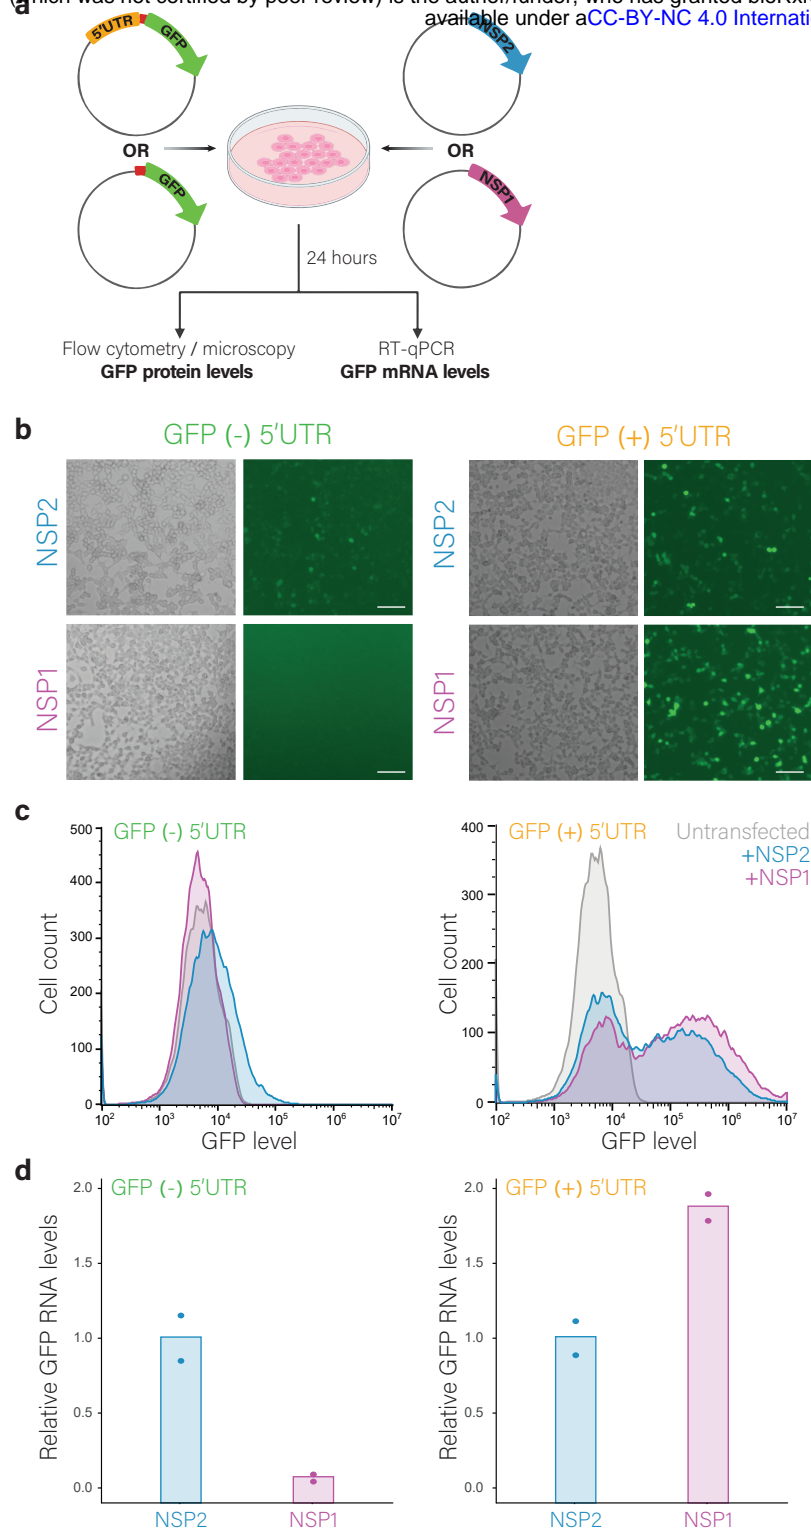 (which was not certified by peer review) is the author/funder, who has granted bioRxiv
a
available under aCC-BY-NC 4.0 Internati
5'UTR
GFP
NSP2
OR
OR
GFP
NSP1
24 hours
Flow cytometry / microscopy
GFP protein levels
RT-qPCR
GFP mRNA levels
b
GFP (-) 5'UTR
GFP (+) 5'UTR
NSP2
NSP2
NSP1
NSP1
c
GFP (-) 5'UTR
500
400
300
200
100
0
Cell count
10² 10³ 10⁴ 10⁵ 10⁶ 10⁷
GFP level
GFP (+) 5'UTR
Untransfected
+NSP2
+NSP1
400
300
200
100
0
Cell count
10² 10³ 10⁴ 10⁵ 10⁶ 10⁷
GFP level
d
GFP (-) 5'UTR
2.0
1.5
1.0
0.5
0.0
Relative GFP RNA levels
NSP2 NSP1
GFP (+) 5'UTR
2.0
1.5
1.0
0.5
0.0
Relative GFP RNA levels
NSP2 NSP1